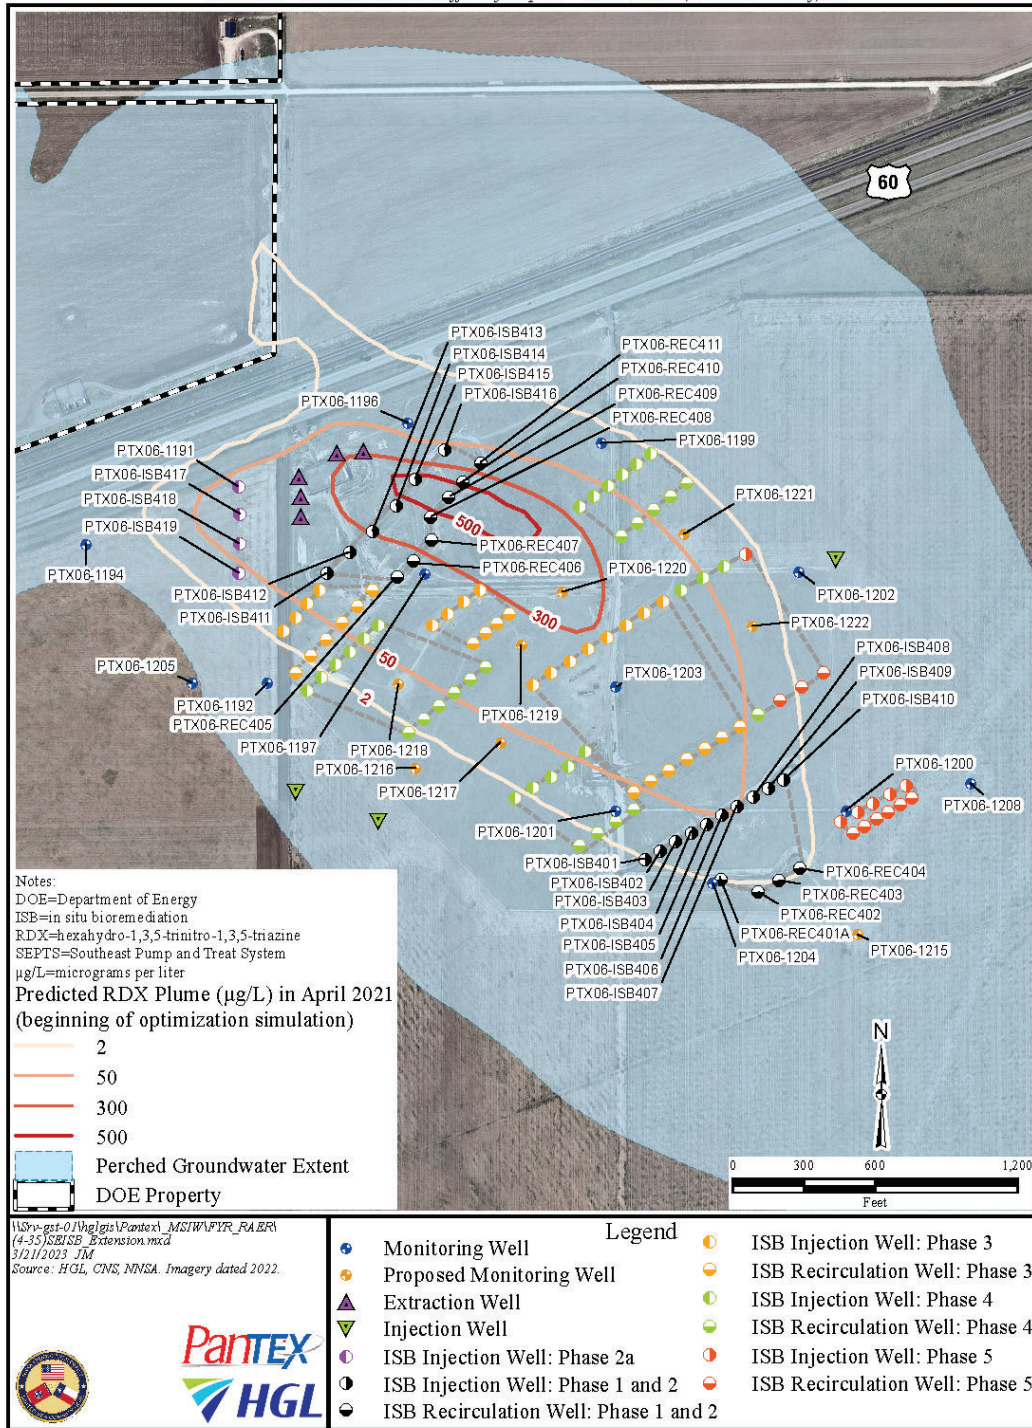 60
PTX06-ISB413
PTX06-ISB414
PTX06-ISB415
PTX06-ISB416
PTX06-REC411
PTX06-REC410
PTX06-REC409
PTX06-REC408
PTX06-1196
PTX06-1199
PTX06-1191
PTX06-ISB417
PTX06-ISB418
PTX06-ISB419
PTX06-1221
500
PTX06-REC407
PTX06-1194
PTX06-REC406
PTX06-1220
PTX06-ISB412
PTX06-ISB411
PTX06-1202
300
PTX06-1222
50
PTX06-ISB408
PTX06-ISB409
PTX06-ISB410
PTX06-1205
2
PTX06-1203
PTX06-1192
PTX06-REC405
PTX06-1219
PTX06-1197
PTX06-1218
PTX06-1216
PTX06-1217
PTX06-1200
PTX06-1208
PTX06-1201
PTX06-ISB401
PTX06-ISB402
PTX06-ISB403
PTX06-ISB404
PTX06-ISB405
PTX06-ISB406
PTX06-ISB407
PTX06-REC404
PTX06-REC403
PTX06-REC402
PTX06-REC401A
PTX06-1204
PTX06-1215
Notes:
DOE=Department of Energy
ISB=in situ bioremediation
RDX=hexahydro-1,3,5-trinitro-1,3,5-triazine
SEPTS=Southeast Pump and Treat System
µg/L=micrograms per liter
Predicted RDX Plume (µg/L) in April 2021
(beginning of optimization simulation)
2
50
300
500
Perched Groundwater Extent
DOE Property
N
0 300 600 1,200
Feet
\\Srv-gst-01\hglgis\Pantex\_MSIW\FYR_RAER\
(4-35)SEISB_Extension.mxd
3/21/2023 JM
Source: HGL, CNS, NNSA. Imagery dated 2022.
PanTEX
HGL
Legend
Monitoring Well
Proposed Monitoring Well
Extraction Well
Injection Well
ISB Injection Well: Phase 2a
ISB Injection Well: Phase 1 and 2
ISB Recirculation Well: Phase 1 and 2
ISB Injection Well: Phase 3
ISB Recirculation Well: Phase 3
ISB Injection Well: Phase 4
ISB Recirculation Well: Phase 4
ISB Injection Well: Phase 5
ISB Recirculation Well: Phase 5